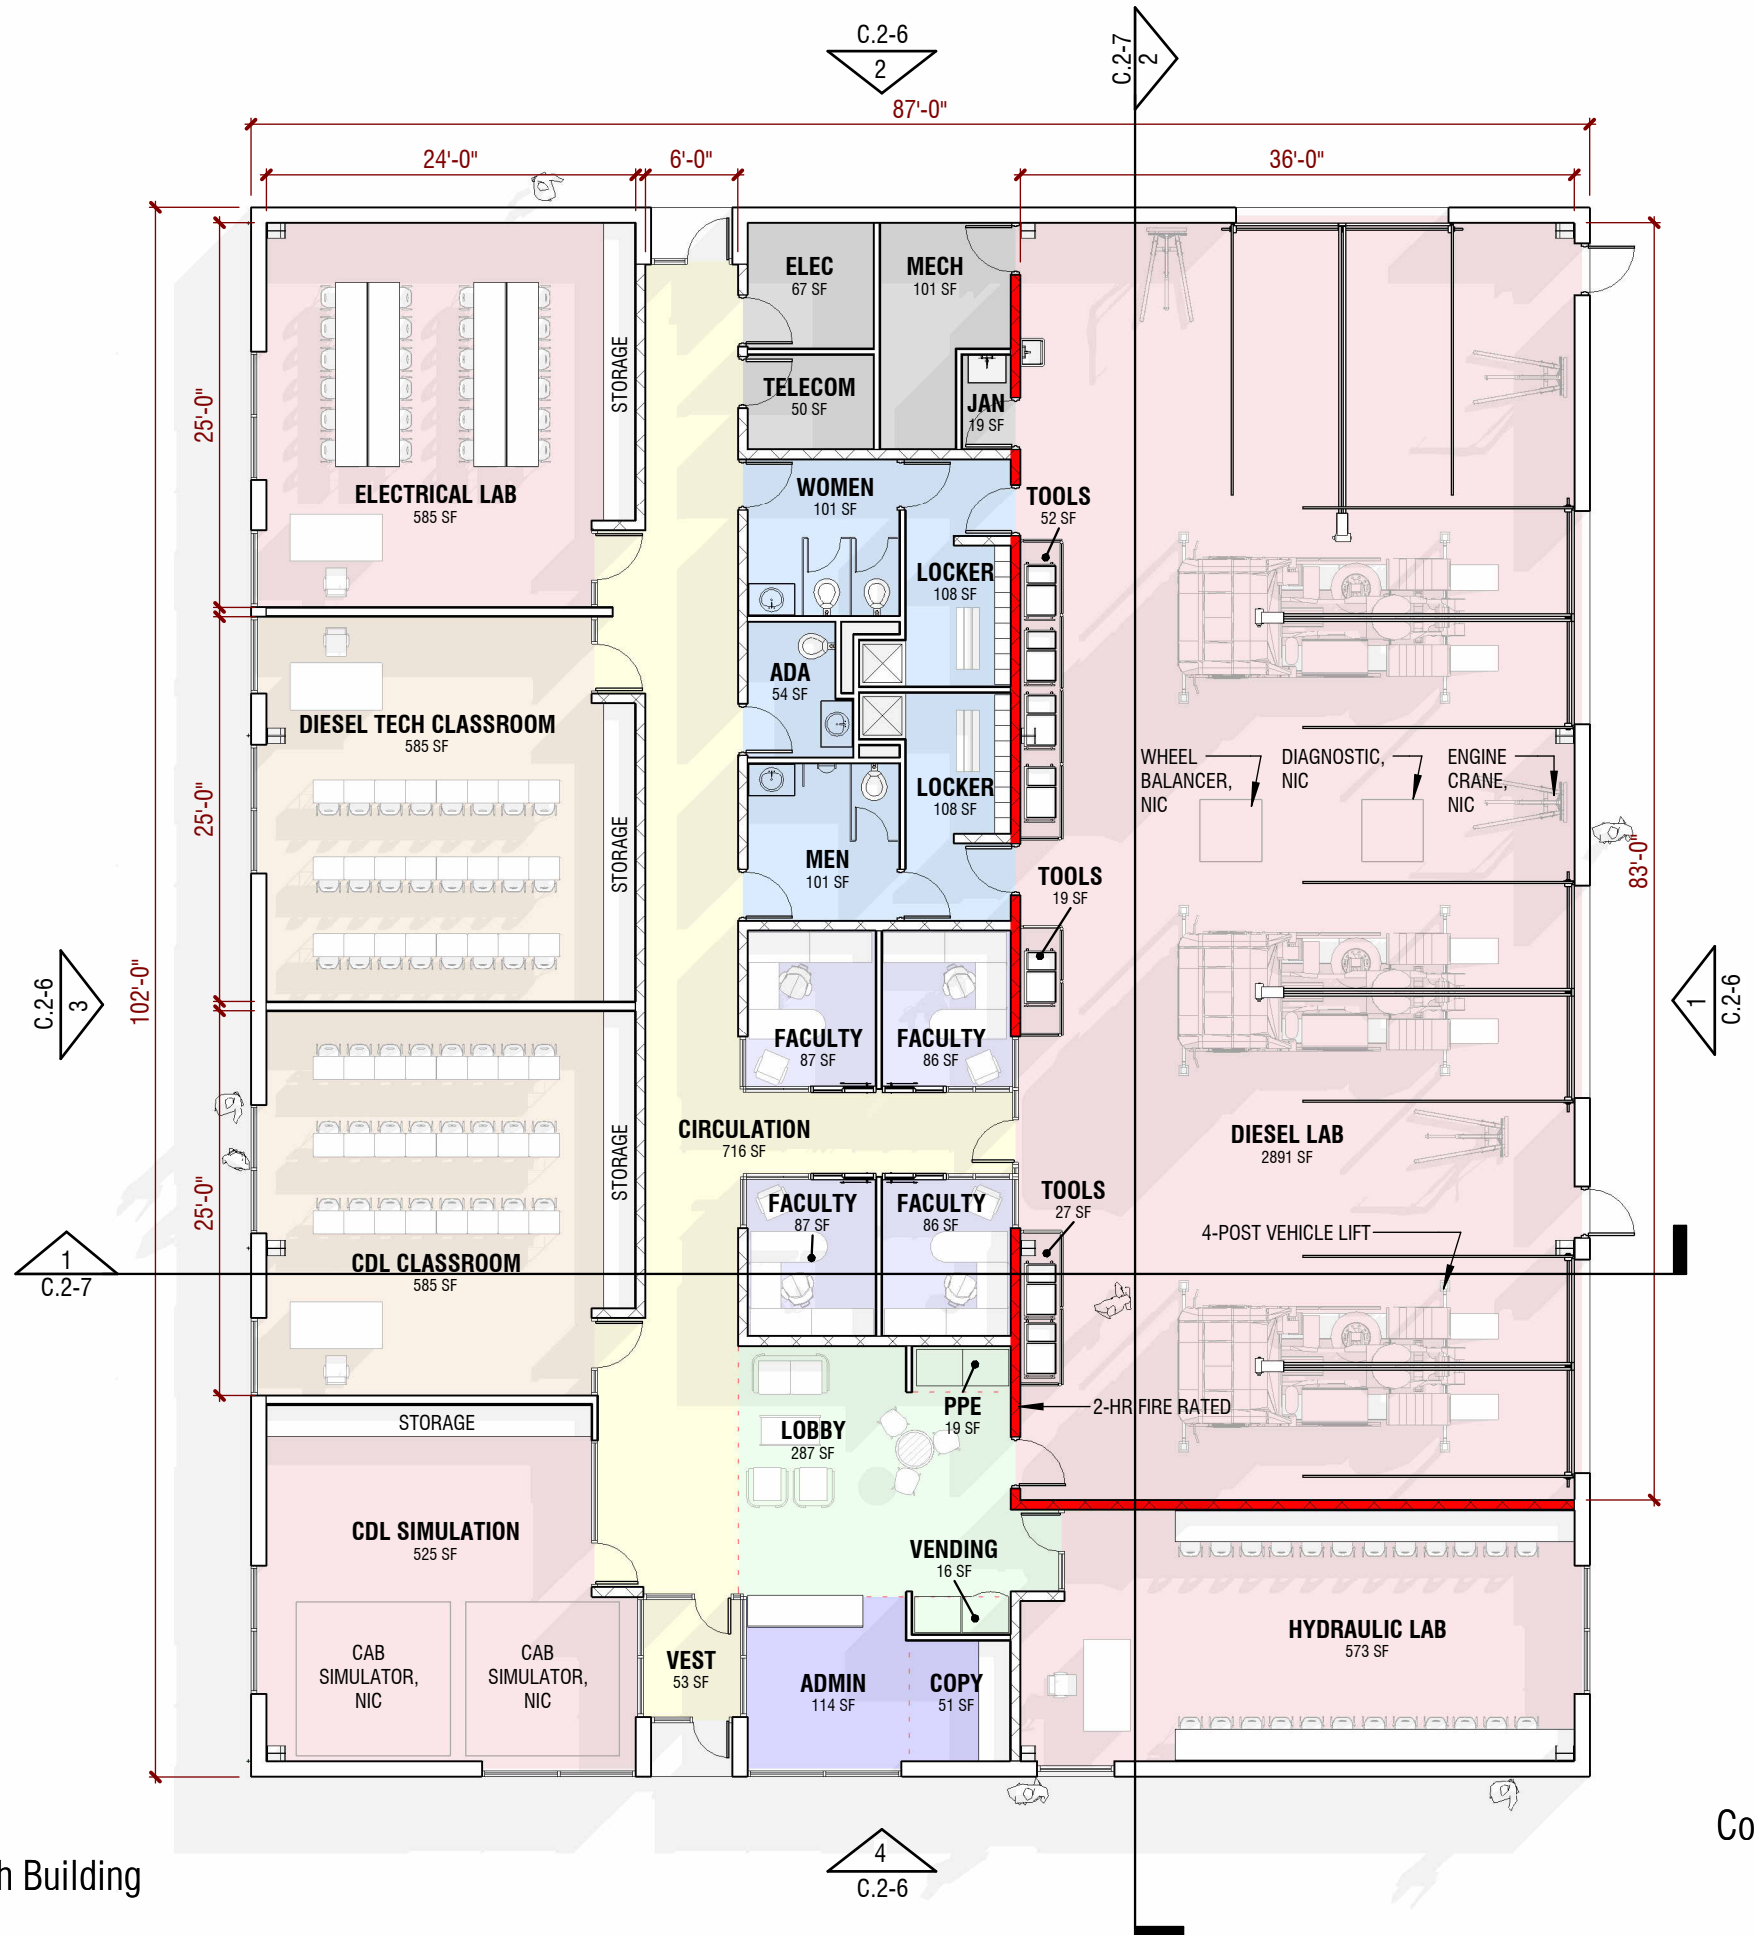 C.2-6
2
C.2-7
2
87'-0"
24'-0"
6'-0"
36'-0"
ELEC
67 SF
MECH
101 SF
STORAGE
TELECOM
50 SF
JAN
19 SF
25'-0"
ELECTRICAL LAB
585 SF
WOMEN
101 SF
TOOLS
52 SF
LOCKER
108 SF
ADA
54 SF
DIESEL TECH CLASSROOM
585 SF
25'-0"
STORAGE
LOCKER
108 SF
WHEEL
BALANCER,
NIC
DIAGNOSTIC,
NIC
ENGINE
CRANE,
NIC
MEN
101 SF
TOOLS
19 SF
83'-0"
102'-0"
C.2-6
3
1
C.2-6
FACULTY
87 SF
FACULTY
86 SF
CIRCULATION
716 SF
DIESEL LAB
2891 SF
25'-0"
STORAGE
FACULTY
87 SF
FACULTY
86 SF
TOOLS
27 SF
4-POST VEHICLE LIFT
1
C.2-7
CDL CLASSROOM
585 SF
STORAGE
LOBBY
287 SF
PPE
19 SF
2-HR FIRE RATED
CDL SIMULATION
525 SF
VENDING
16 SF
HYDRAULIC LAB
573 SF
CAB
SIMULATOR,
NIC
CAB
SIMULATOR,
NIC
VEST
53 SF
ADMIN
114 SF
COPY
51 SF
4
C.2-6
Co
h Building